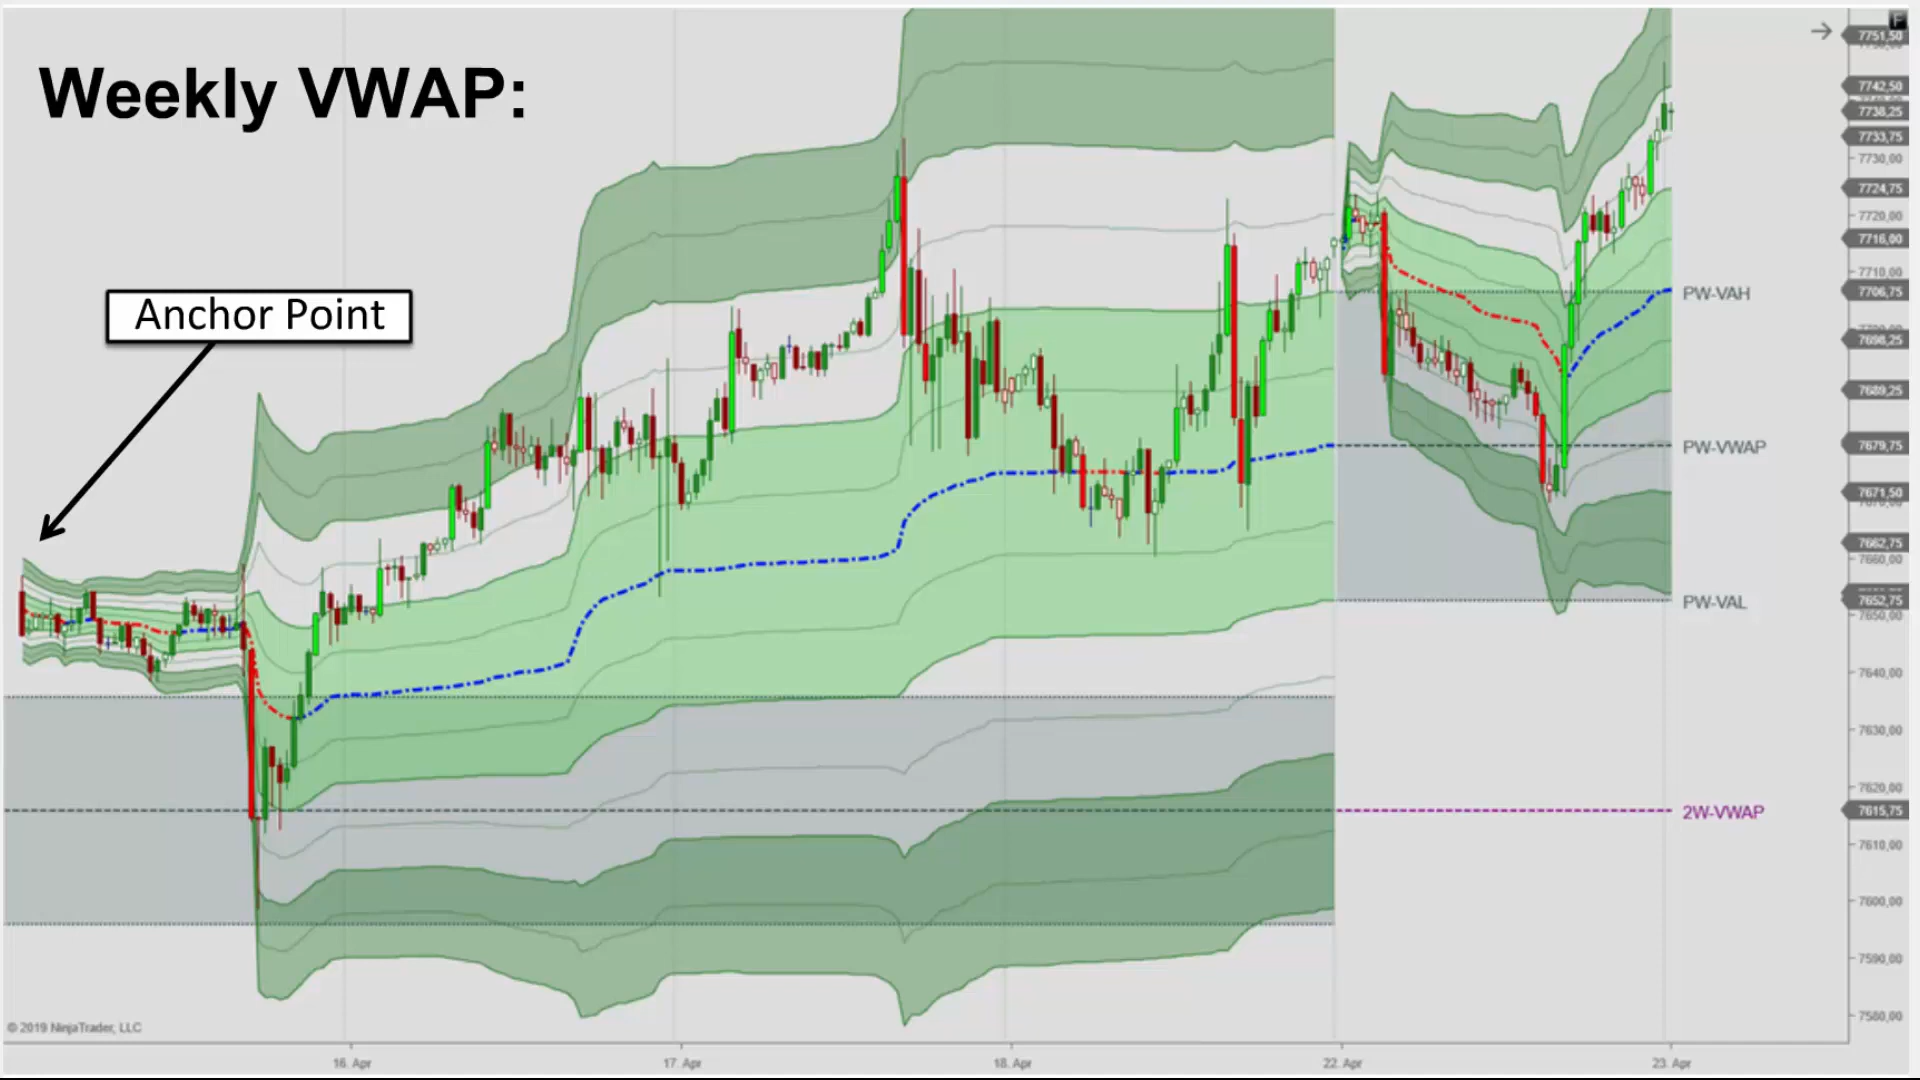 Weekly VWAP:
Anchor Point
PW-VAH
PW-VWAP
PW-VAL
2W-VWAP
F
7751,50
7742,50
7738,25
7733,75
7730,00
7724,75
7720,00
7716,00
7710,00
7706,75
7698,25
7689,25
7679,75
7671,50
7662,75
7660,00
7652,75
7650,00
7640,00
7630,00
7620,00
7615,75
7610,00
7600,00
7590,00
7580,00
© 2019 NinjaTrader, LLC
16. Apr
17. Apr
18. Apr
22. Apr
23. Apr